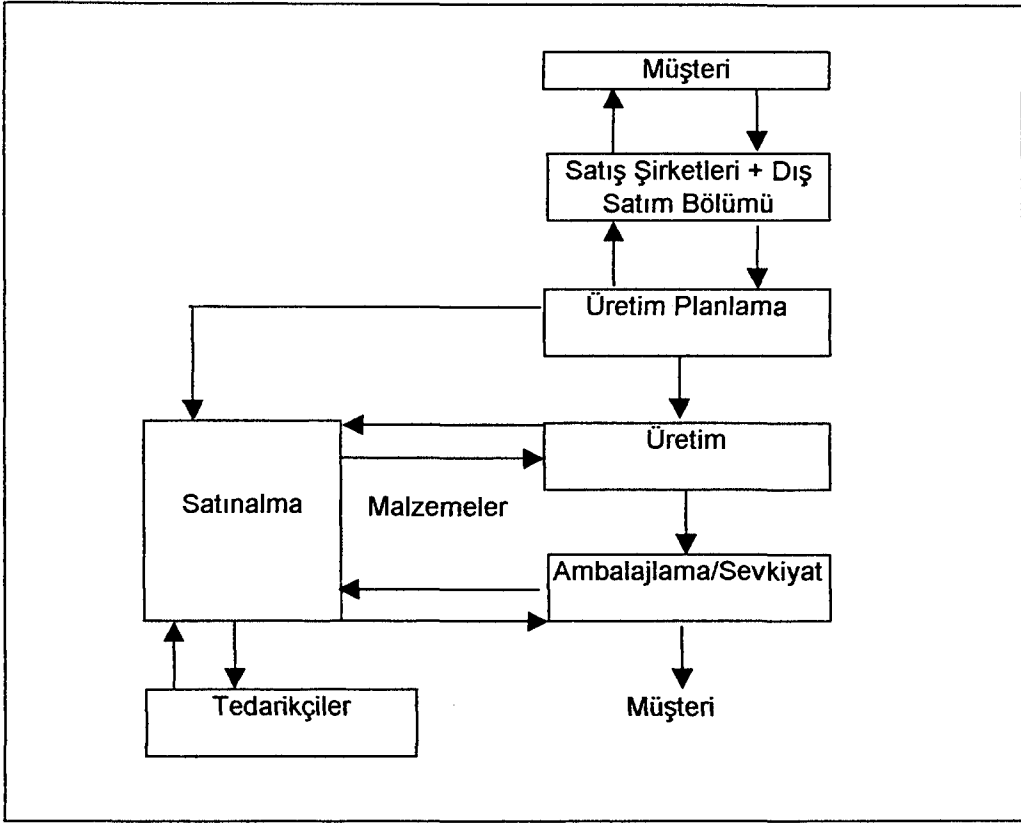 Müşteri
Satış Şirketleri + Dış
Satım Bölümü
Üretim Planlama
Üretim
Satınalma
Malzemeler
Ambalajlama/Sevkiyat
Tedarikçiler
Müşteri